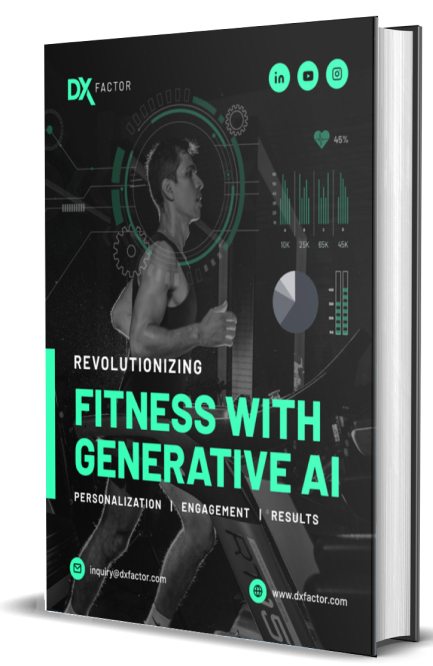 DX FACTOR
in
45%
10K 25K 65K 45K
REVOLUTIONIZING
FITNESS WITH
GENERATIVE AI
PERSONALIZATION | ENGAGEMENT | RESULTS
inquiry@dxfactor.com
www.dxfactor.com